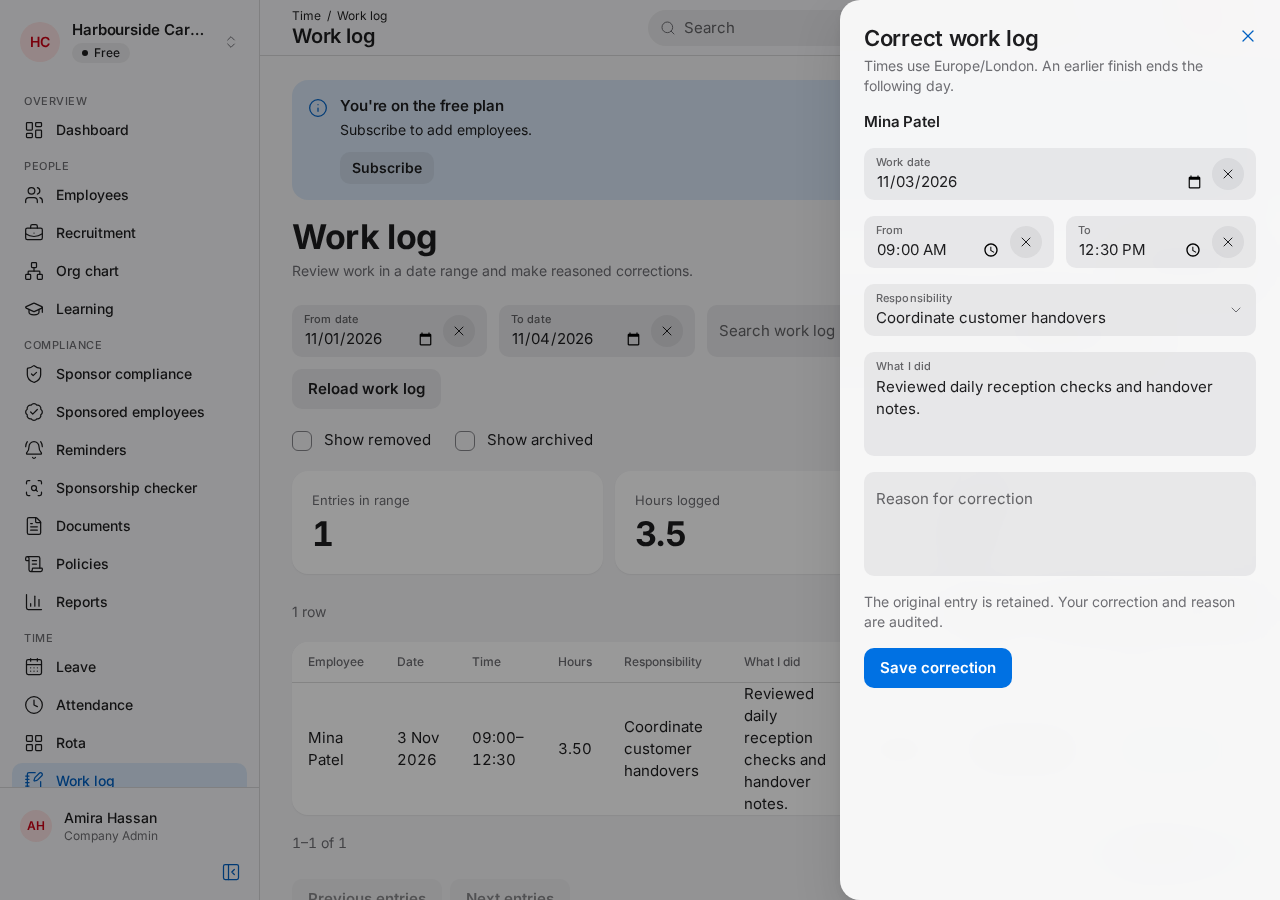 HC
Harbourside Car...
Free
OVERVIEW
Dashboard
PEOPLE
Employees
Recruitment
Org chart
Learning
COMPLIANCE
Sponsor compliance
Sponsored employees
Reminders
Sponsorship checker
Documents
Policies
Reports
TIME
Leave
Attendance
Rota
Work log
AH
Amira Hassan
Company Admin
Time / Work log
Work log
Search
You're on the free plan
Subscribe to add employees.
Subscribe
Work log
Review work in a date range and make reasoned corrections.
From date
11/01/2026
To date
11/04/2026
Search work log
Reload work log
Show removed
Show archived
Entries in range
1
Hours logged
3.5
1 row
Employee Date Time Hours Responsibility What I did
Mina
Patel
3 Nov
2026
09:00–
12:30
3.50
Coordinate
customer
handovers
Reviewed
daily
reception
checks and
handover
notes.
1–1 of 1
Previous entries
Next entries
Correct work log
Times use Europe/London. An earlier finish ends the
following day.
Mina Patel
Work date
11/03/2026
From
09:00 AM
To
12:30 PM
Responsibility
Coordinate customer handovers
What I did
Reviewed daily reception checks and handover
notes.
Reason for correction
The original entry is retained. Your correction and reason
are audited.
Save correction